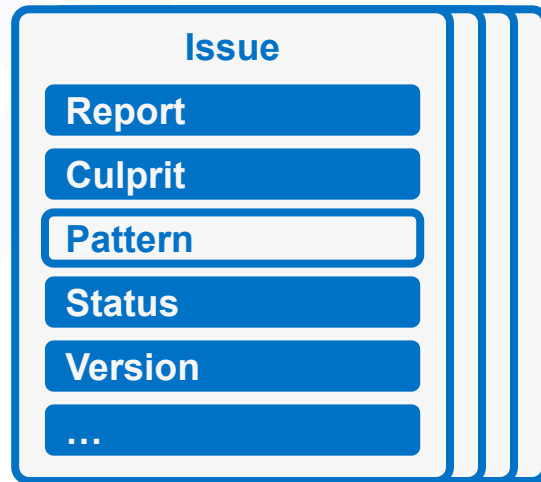 Issue
Report
Culprit
Pattern
Status
Version
…